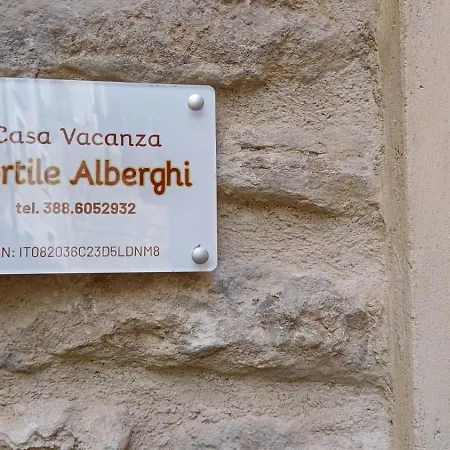 Casa Vacanza
rtile Alberghi
tel. 388.6052932
N: IT082036C23D5LDNM8